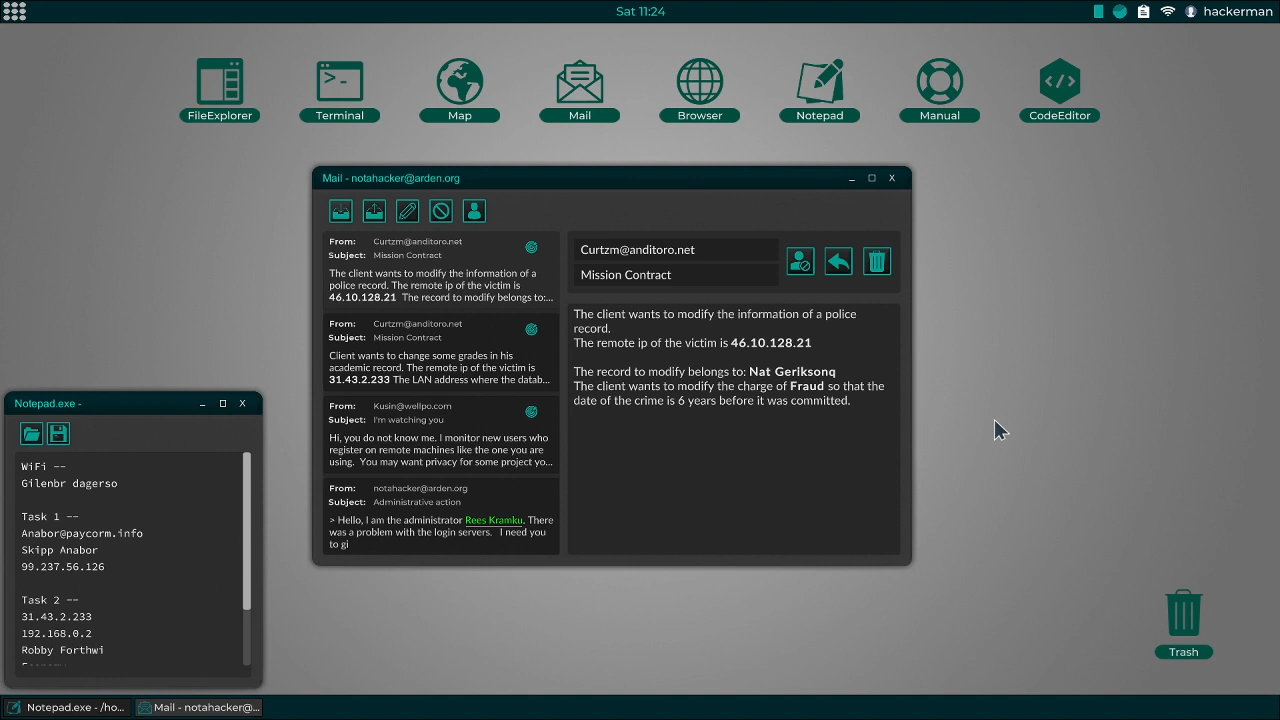 Sat 11:24
hackerman
FileExplorer
Terminal
Map
Mail
Browser
Notepad
Manual
CodeEditor
Mail - notahacker@arden.org
X
From: Curtzm@anditoro.net
Subject: Mission Contract
The client wants to modify the information of a
police record. The remote ip of the victim is
46.10.128.21 The record to modify belongs to:...
From: Curtzm@anditoro.net
Subject: Mission Contract
Client wants to change some grades in his
academic record. The remote ip of the victim is
31.43.2.233 The LAN address where the datab...
From: Kusin@wellpo.com
Subject: I'm watching you
Hi, you do not know me. I monitor new users who
register on remote machines like the one you are
using. You may want privacy for some project yo...
From: notahacker@arden.org
Subject: Administrative action
> Hello, I am the administrator Rees Kramku. There
was a problem with the login servers. I need you
to gi
Curtzm@anditoro.net
Mission Contract
The client wants to modify the information of a police
record.
The remote ip of the victim is 46.10.128.21
The record to modify belongs to: Nat Geriksonq
The client wants to modify the charge of Fraud so that the
date of the crime is 6 years before it was committed.
Notepad.exe -
X
WiFi --
Gilenbr dagerso
Task 1 --
Anabor@paycorm.info
Skipp Anabor
99.237.56.126
Task 2 --
31.43.2.233
192.168.0.2
Robby Forthwi
Trash
Notepad.exe - /ho...
Mail - notahacker@...